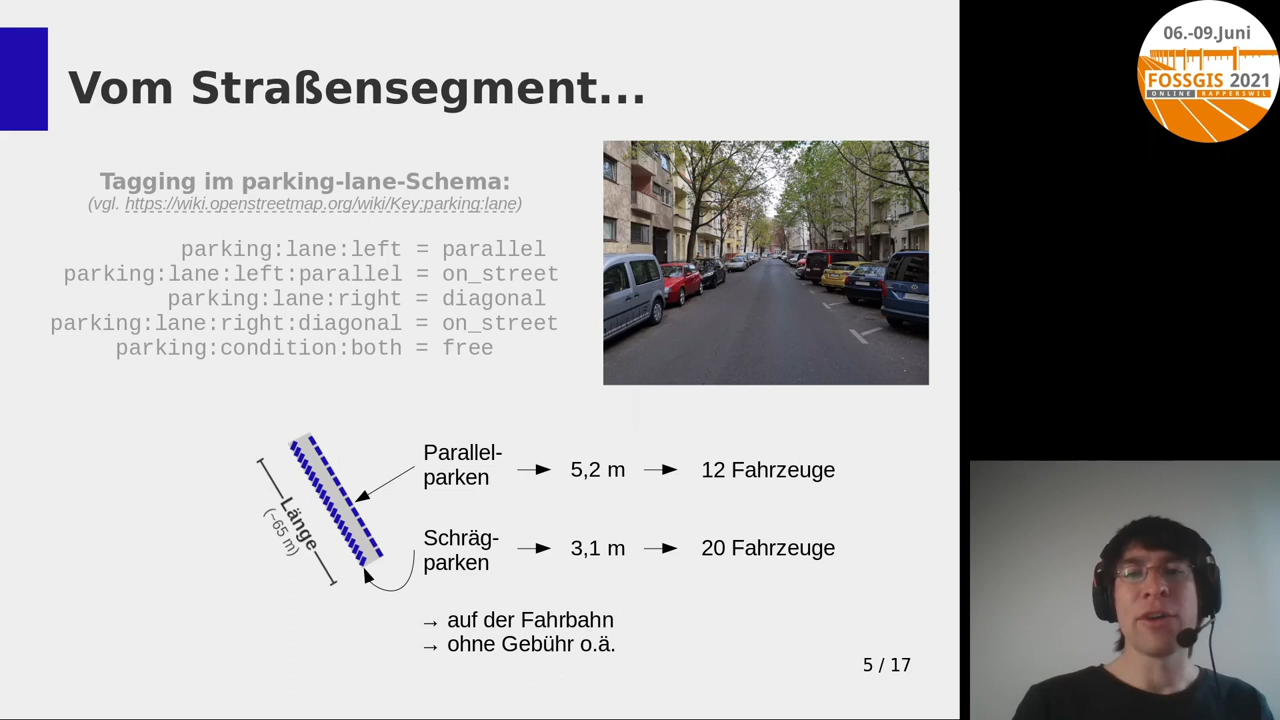 Vom Straßensegment...
Tagging im parking-lane-Schema:
(vgl. https://wiki.openstreetmap.org/wiki/Key:parking:lane)
parking:lane:left = parallel
parking:lane:left:parallel = on_street
parking:lane:right = diagonal
parking:lane:right:diagonal = on_street
parking:condition:both = free
Länge
(~65 m)
Parallel-
parken
5,2 m
12 Fahrzeuge
Schräg-
parken
3,1 m
20 Fahrzeuge
→ auf der Fahrbahn
→ ohne Gebühr o.ä.
5 / 17
06.-09.Juni
FOSSGIS 2021
ONLINE RAPPERSWIL